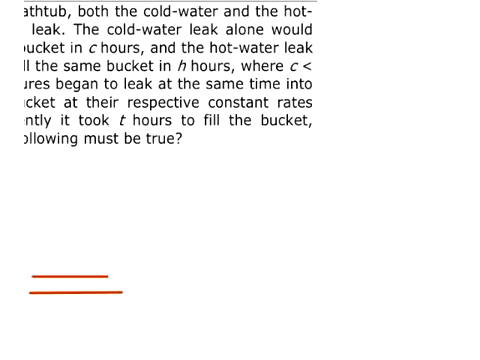 athtub, both the cold-water and the hot-
leak. The cold-water leak alone would
ucket in c hours, and the hot-water leak
ll the same bucket in h hours, where c <
ures began to leak at the same time into
cket at their respective constant rates
ntly it took t hours to fill the bucket,
ollowing must be true?